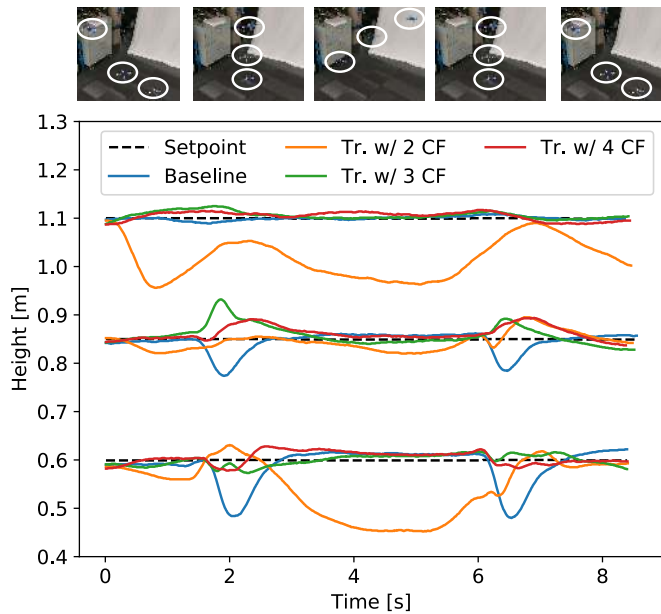 1.3
1.2
1.1
1.0
0.9
0.8
0.7
0.6
0.5
0.4
Height [m]
Setpoint
Baseline
Tr. w/ 2 CF
Tr. w/ 3 CF
Tr. w/ 4 CF
0 2 4 6 8
Time [s]